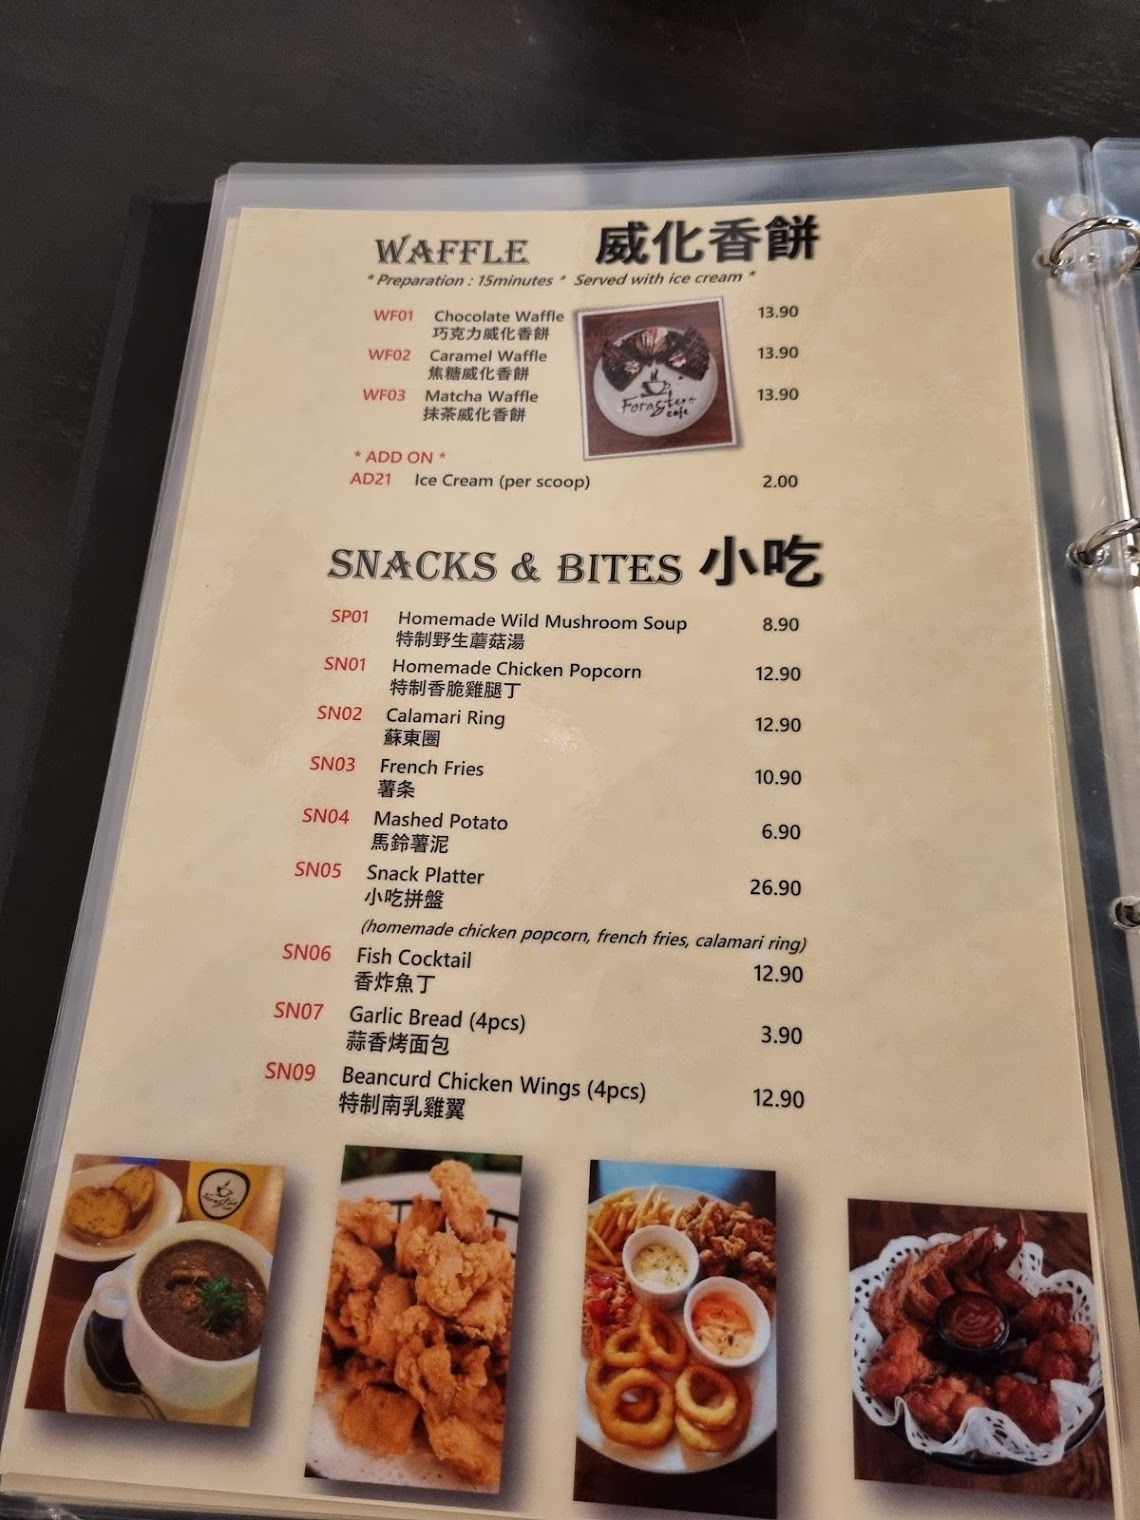 WAFFLE 威化香餅
* Preparation : 15minutes * Served with ice cream *
WF01 Chocolate Waffle 13.90
巧克力威化香餅
WF02 Caramel Waffle 13.90
焦糖威化香餅
WF03 Matcha Waffle 13.90
抹茶威化香餅
Forastero
cafe
* ADD ON *
AD21 Ice Cream (per scoop) 2.00
SNACKS & BITES 小吃
SP01 Homemade Wild Mushroom Soup 8.90
特制野生蘑菇湯
SN01 Homemade Chicken Popcorn 12.90
特制香脆雞腿丁
SN02 Calamari Ring 12.90
蘇東圈
SN03 French Fries 10.90
薯条
SN04 Mashed Potato 6.90
馬鈴薯泥
SN05 Snack Platter 26.90
小吃拼盤
(homemade chicken popcorn, french fries, calamari ring)
SN06 Fish Cocktail 12.90
香炸魚丁
SN07 Garlic Bread (4pcs) 3.90
蒜香烤面包
SN09 Beancurd Chicken Wings (4pcs) 12.90
特制南乳雞翼